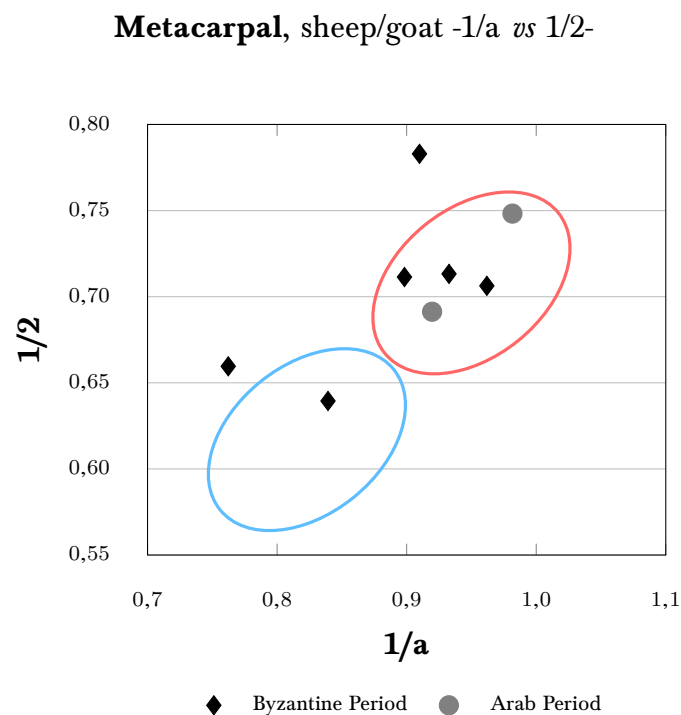 Metacarpal, sheep/goat -1/a vs 1/2-
0,80
0,75
0,70
0,65
0,60
0,55
1/2
0,7 0,8 0,9 1,0 1,1
1/a
Byzantine Period Arab Period